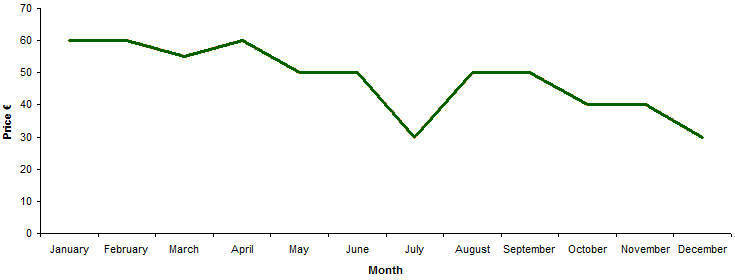 70
60
50
40
30
20
10
0
Price €
January February March April May June July August September October November December
Month